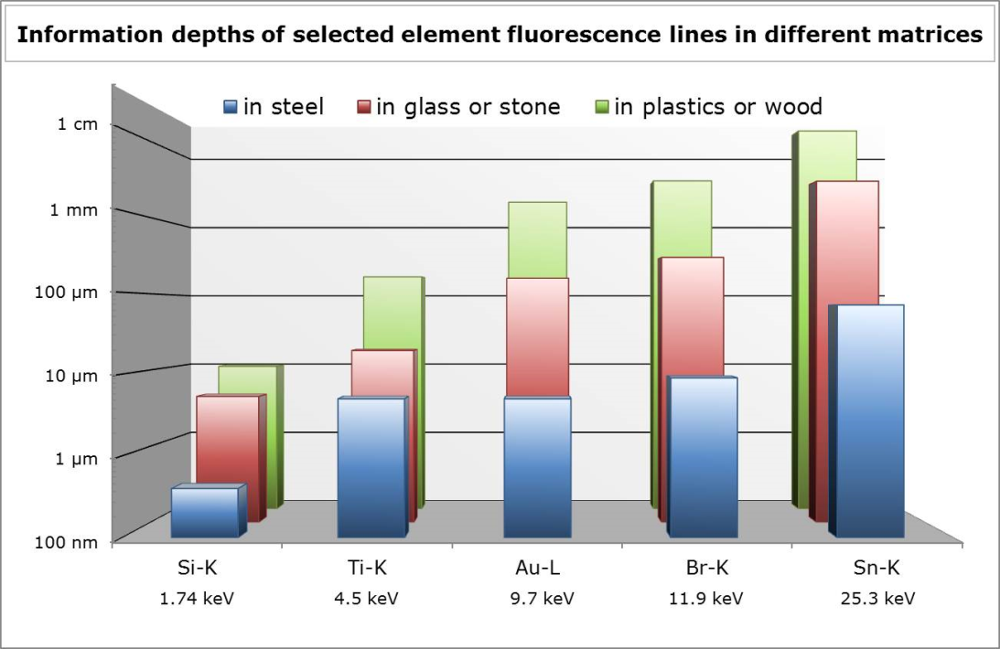 Information depths of selected element fluorescence lines in different matrices
in steel in glass or stone in plastics or wood
1 cm
1 mm
100 µm
10 µm
1 µm
100 nm
Si-K Ti-K Au-L Br-K Sn-K
1.74 keV 4.5 keV 9.7 keV 11.9 keV 25.3 keV